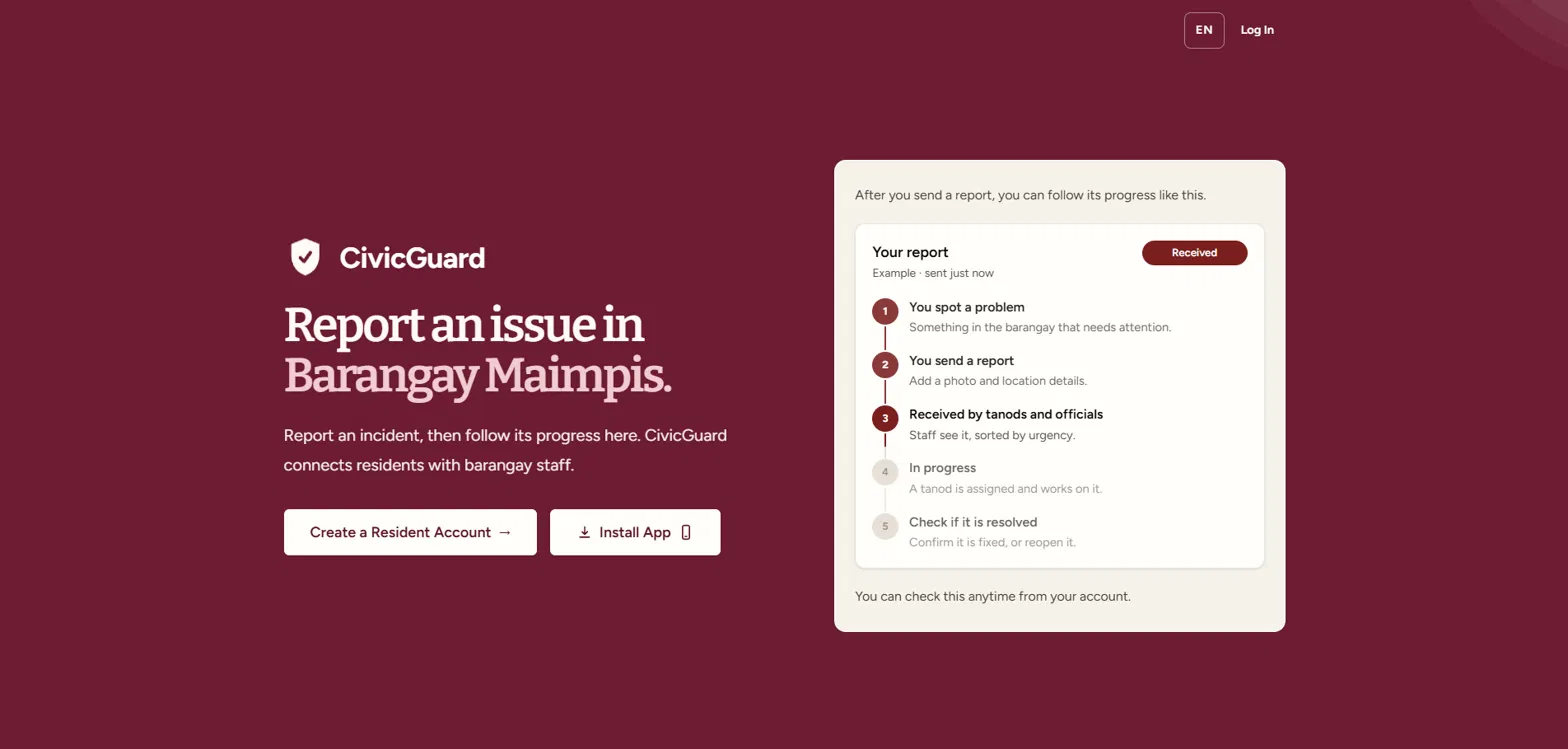 EN
Log In
CivicGuard
Report an issue in
Barangay Maimpis.
Report an incident, then follow its progress here. CivicGuard
connects residents with barangay staff.
Create a Resident Account →
Install App
After you send a report, you can follow its progress like this.
Your report
Received
Example · sent just now
1
You spot a problem
Something in the barangay that needs attention.
2
You send a report
Add a photo and location details.
3
Received by tanods and officials
Staff see it, sorted by urgency.
4
In progress
A tanod is assigned and works on it.
5
Check if it is resolved
Confirm it is fixed, or reopen it.
You can check this anytime from your account.